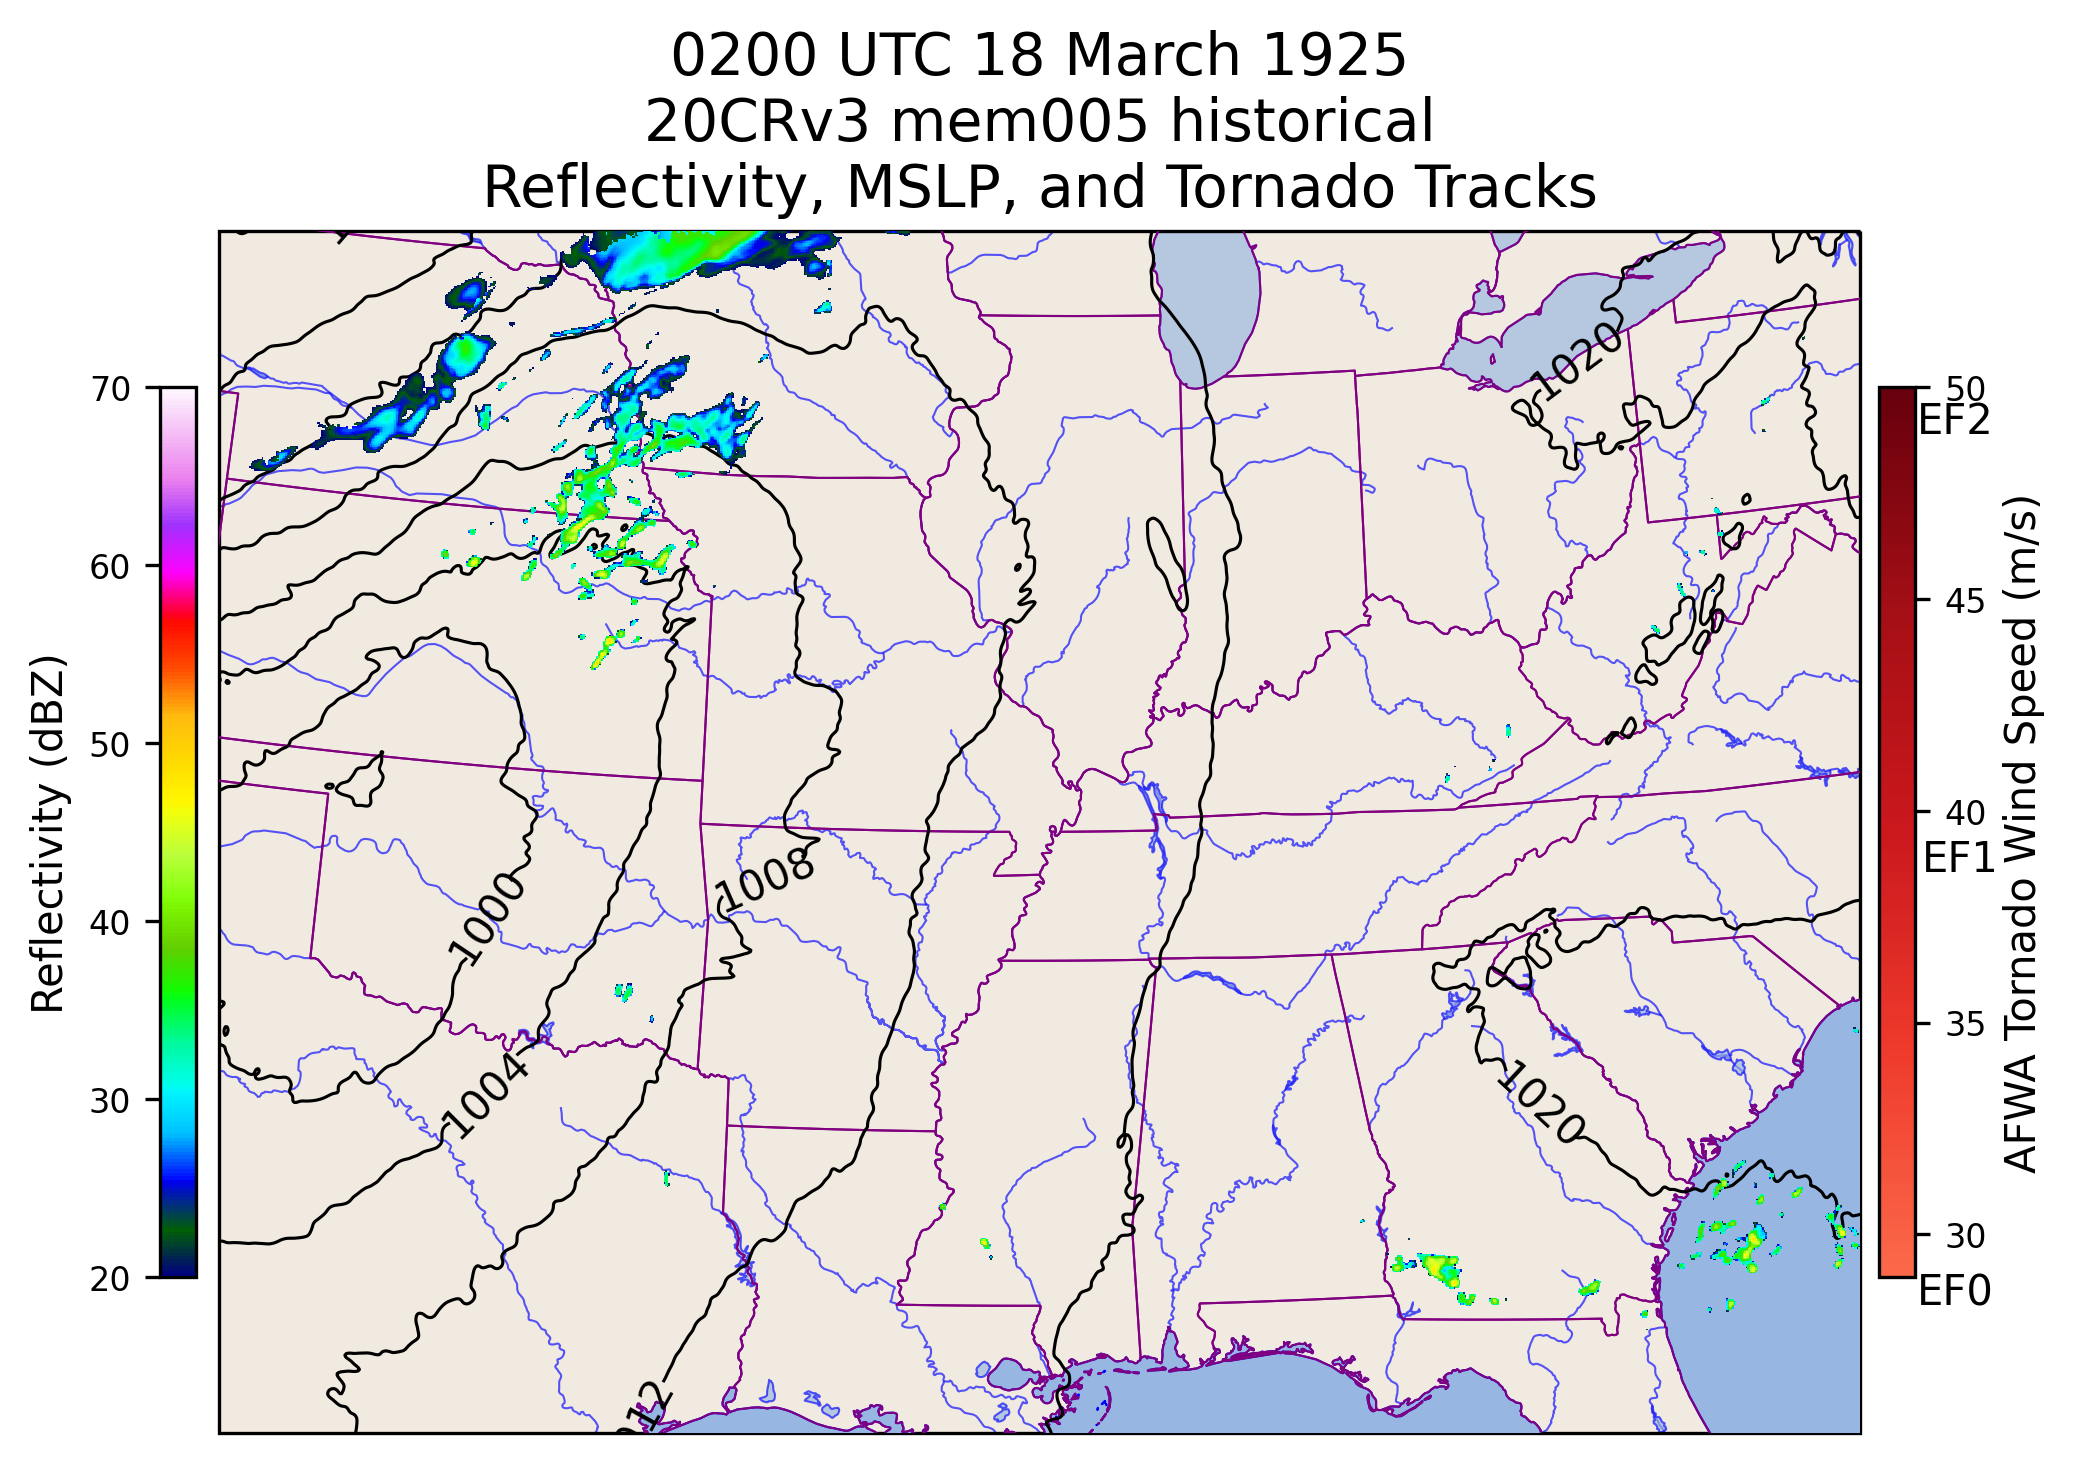 0200 UTC 18 March 1925
20CRv3 mem005 historical
Reflectivity, MSLP, and Tornado Tracks
Reflectivity (dBZ)
70
60
50
40
30
20
1020
1008
1000
1004
1020
50
EF2
45
40
EF1
35
30
EF0
AFWA Tornado Wind Speed (m/s)